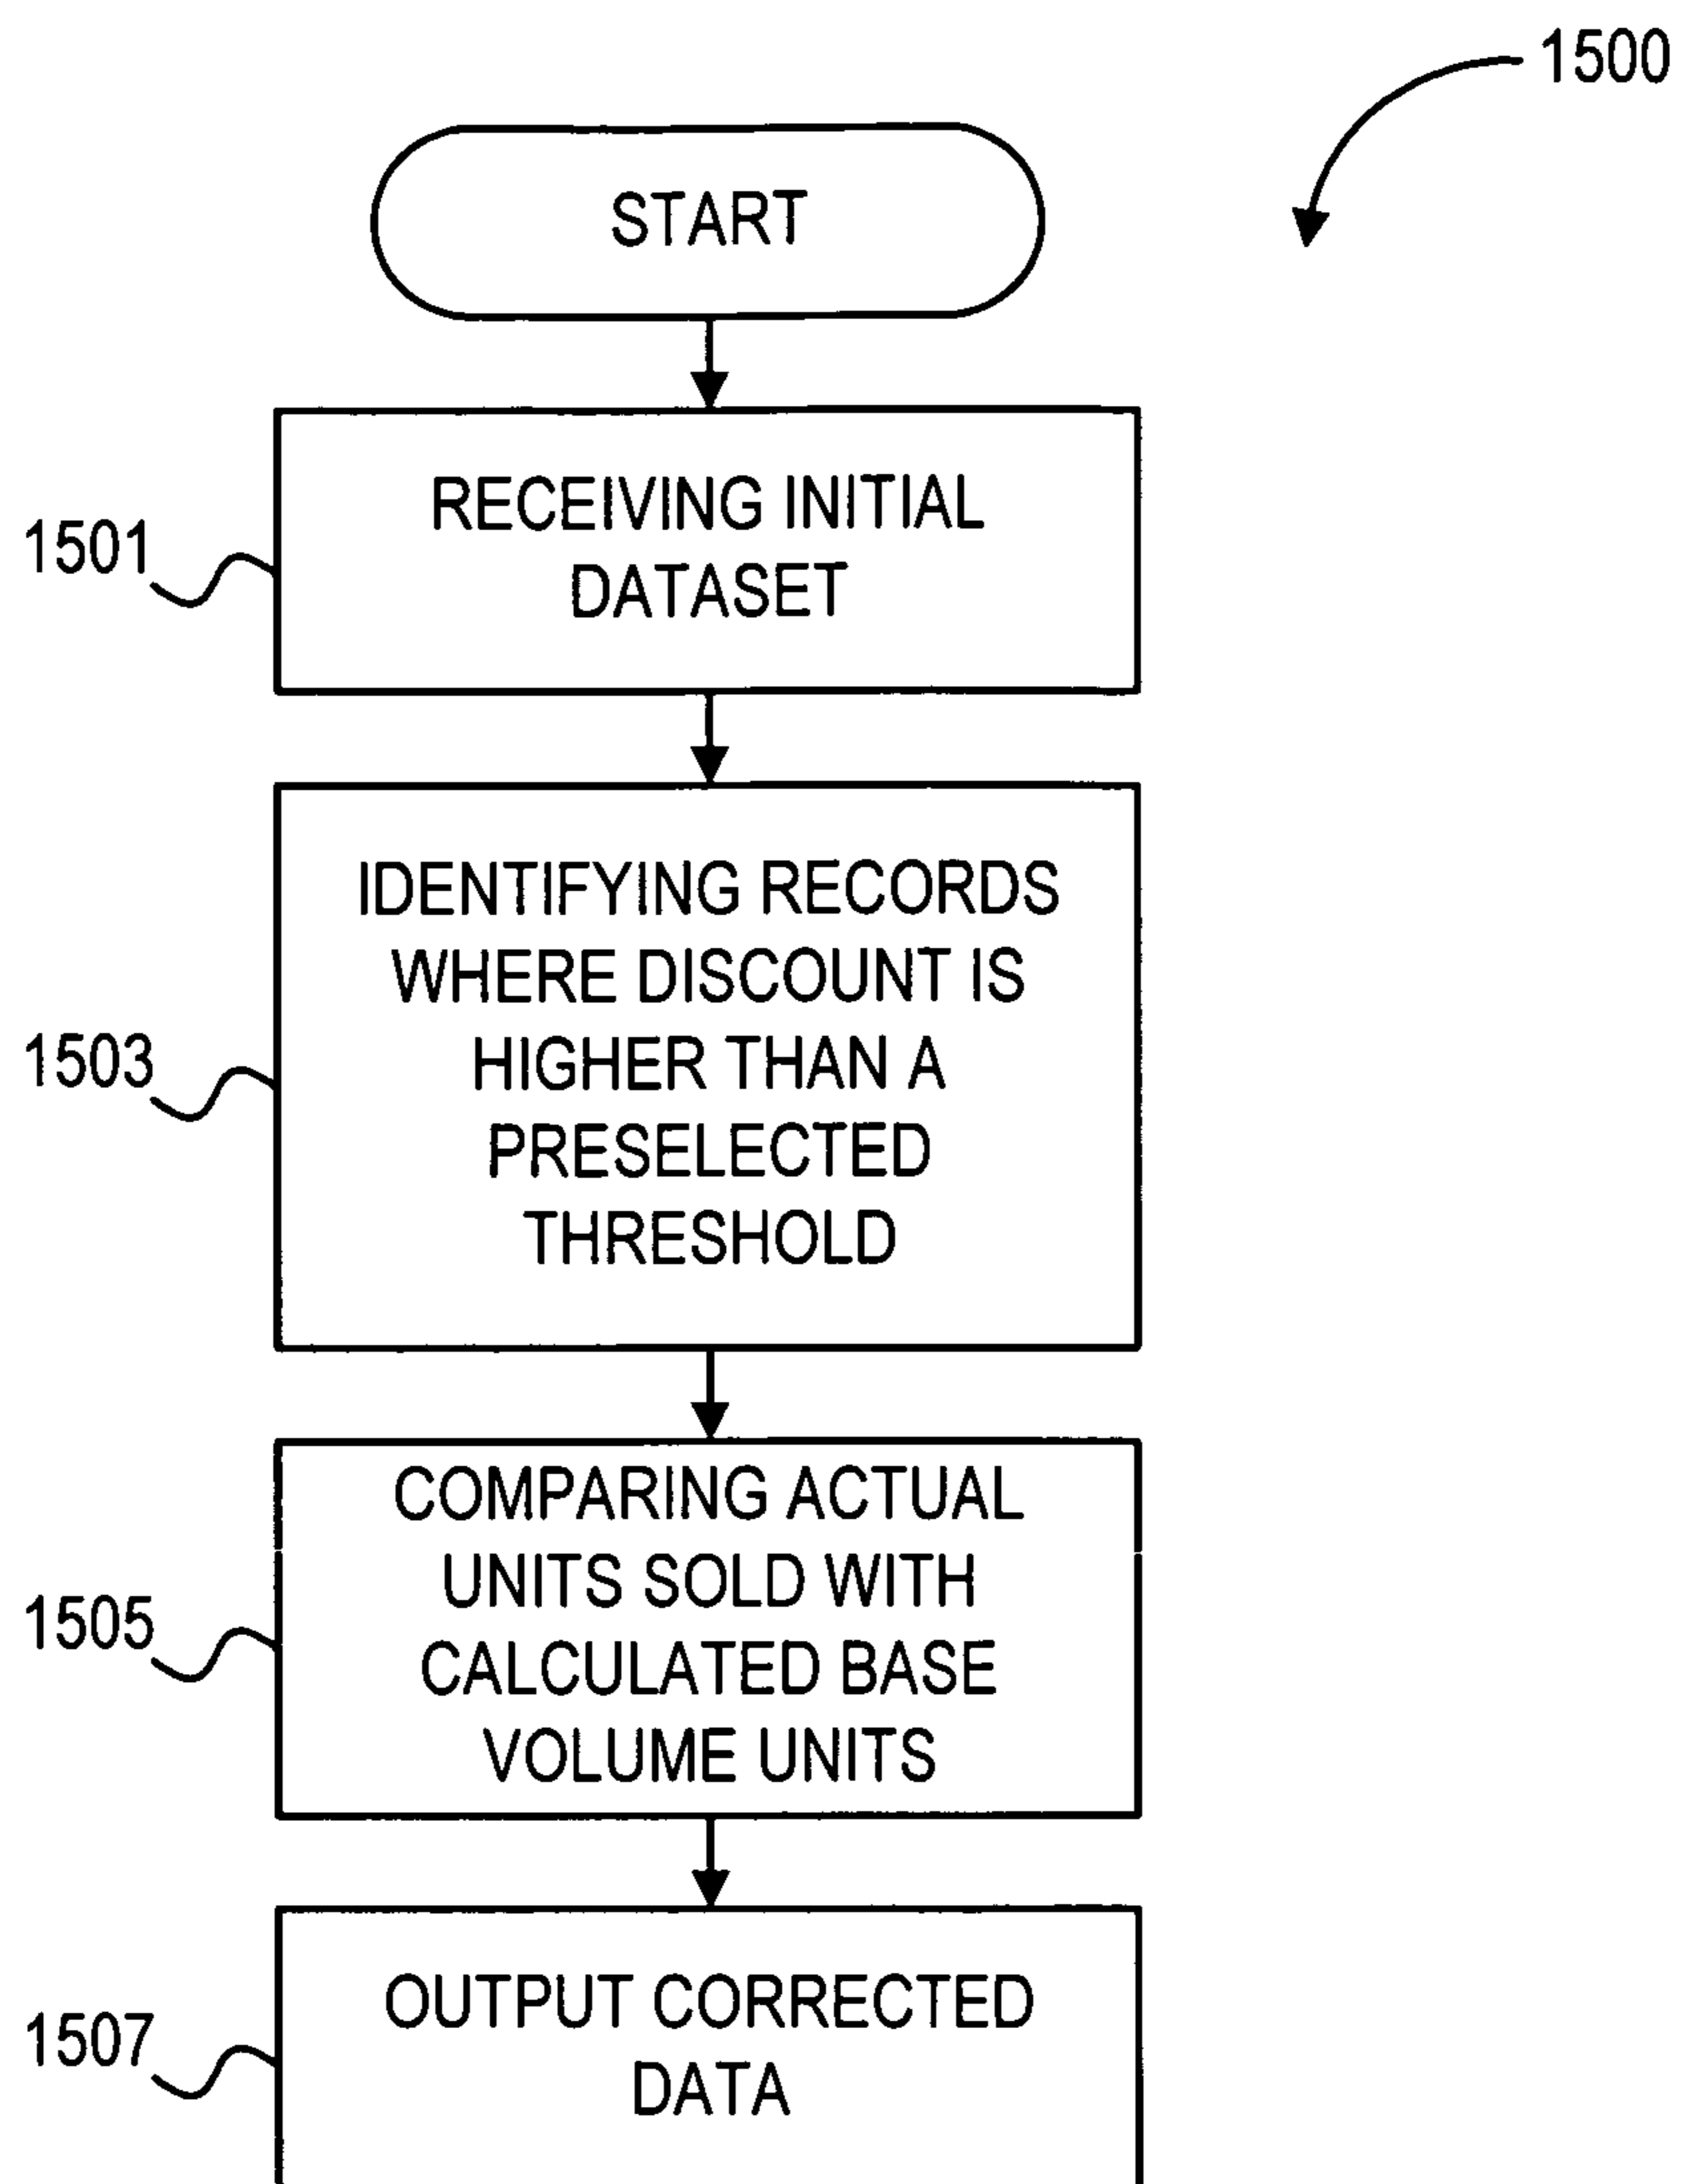 1500
START
RECEIVING INITIAL
DATASET
1501
IDENTIFYING RECORDS
WHERE DISCOUNT IS
HIGHER THAN A
PRESELECTED
THRESHOLD
1503
COMPARING ACTUAL
UNITS SOLD WITH
CALCULATED BASE
VOLUME UNITS
1505
OUTPUT CORRECTED
DATA
1507